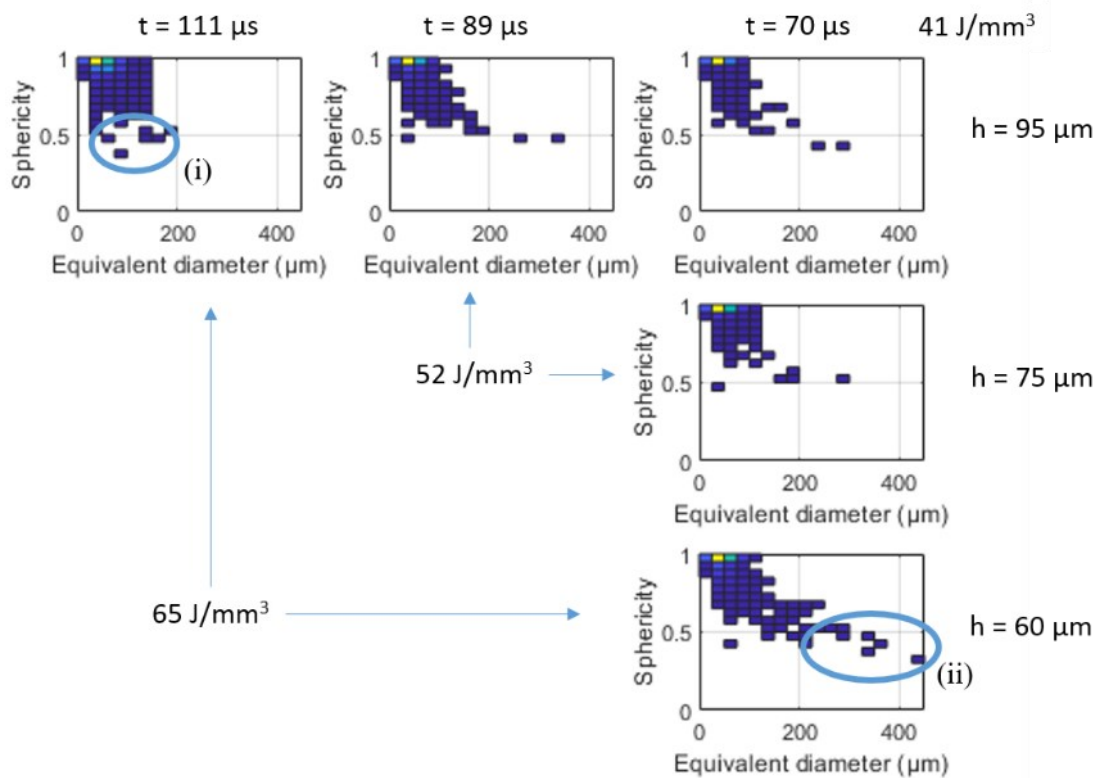 t = 111 μs t = 89 μs t = 70 μs 41 J/mm³
1 1 1
Sphericity Sphericity Sphericity
0.5 0.5 0.5
h = 95 μm
(i)
0 0 0
0 200 400 0 200 400 0 200 400
Equivalent diameter (μm) Equivalent diameter (μm) Equivalent diameter (μm)
1
Sphericity
52 J/mm³ 0.5 h = 75 μm
0
0 200 400
Equivalent diameter (μm)
1
Sphericity
65 J/mm³
0.5 h = 60 μm
(ii)
0
0 200 400
Equivalent diameter (μm)